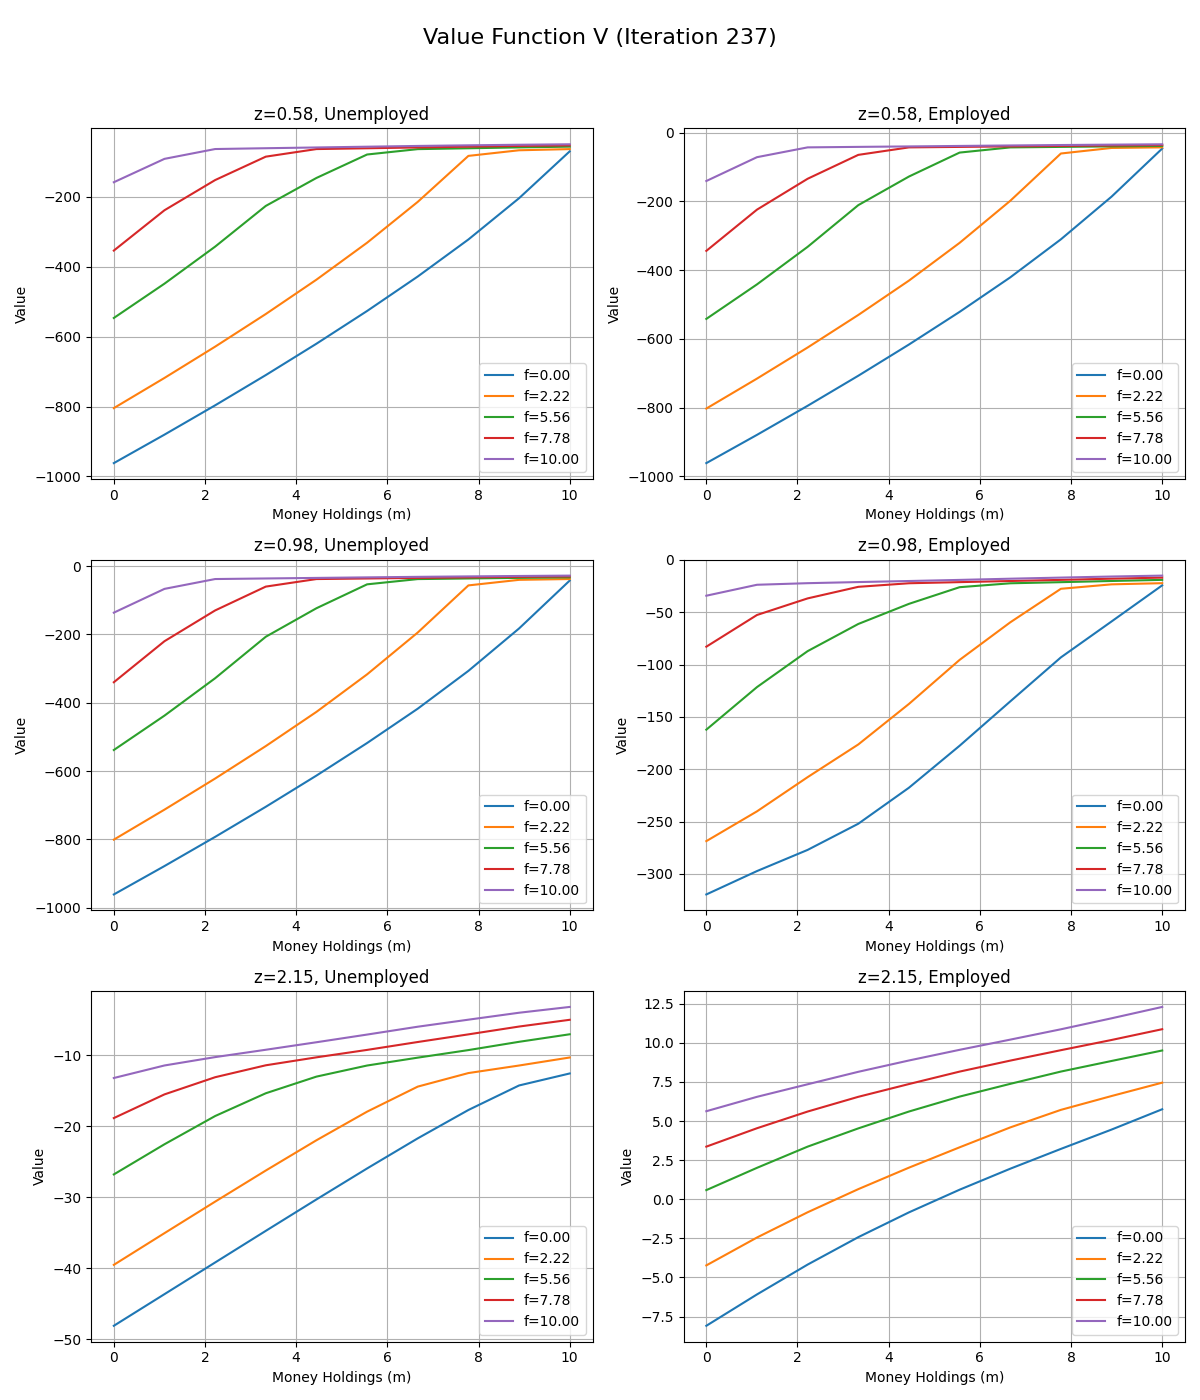 Value Function V (Iteration 237)
z=0.58, Unemployed
Value
−200
−400
−600
−800
−1000
0 2 4 6 8 10
Money Holdings (m)
f=0.00
f=2.22
f=5.56
f=7.78
f=10.00
z=0.58, Employed
Value
0
−200
−400
−600
−800
−1000
0 2 4 6 8 10
Money Holdings (m)
f=0.00
f=2.22
f=5.56
f=7.78
f=10.00
z=0.98, Unemployed
Value
0
−200
−400
−600
−800
−1000
0 2 4 6 8 10
Money Holdings (m)
f=0.00
f=2.22
f=5.56
f=7.78
f=10.00
z=0.98, Employed
Value
0
−50
−100
−150
−200
−250
−300
0 2 4 6 8 10
Money Holdings (m)
f=0.00
f=2.22
f=5.56
f=7.78
f=10.00
z=2.15, Unemployed
Value
−10
−20
−30
−40
−50
0 2 4 6 8 10
Money Holdings (m)
f=0.00
f=2.22
f=5.56
f=7.78
f=10.00
z=2.15, Employed
Value
12.5
10.0
7.5
5.0
2.5
0.0
−2.5
−5.0
−7.5
0 2 4 6 8 10
Money Holdings (m)
f=0.00
f=2.22
f=5.56
f=7.78
f=10.00